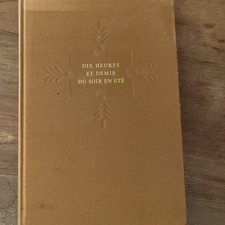 DIX HEURES
ET DEMIE
DU SOIR EN ÉTÉ